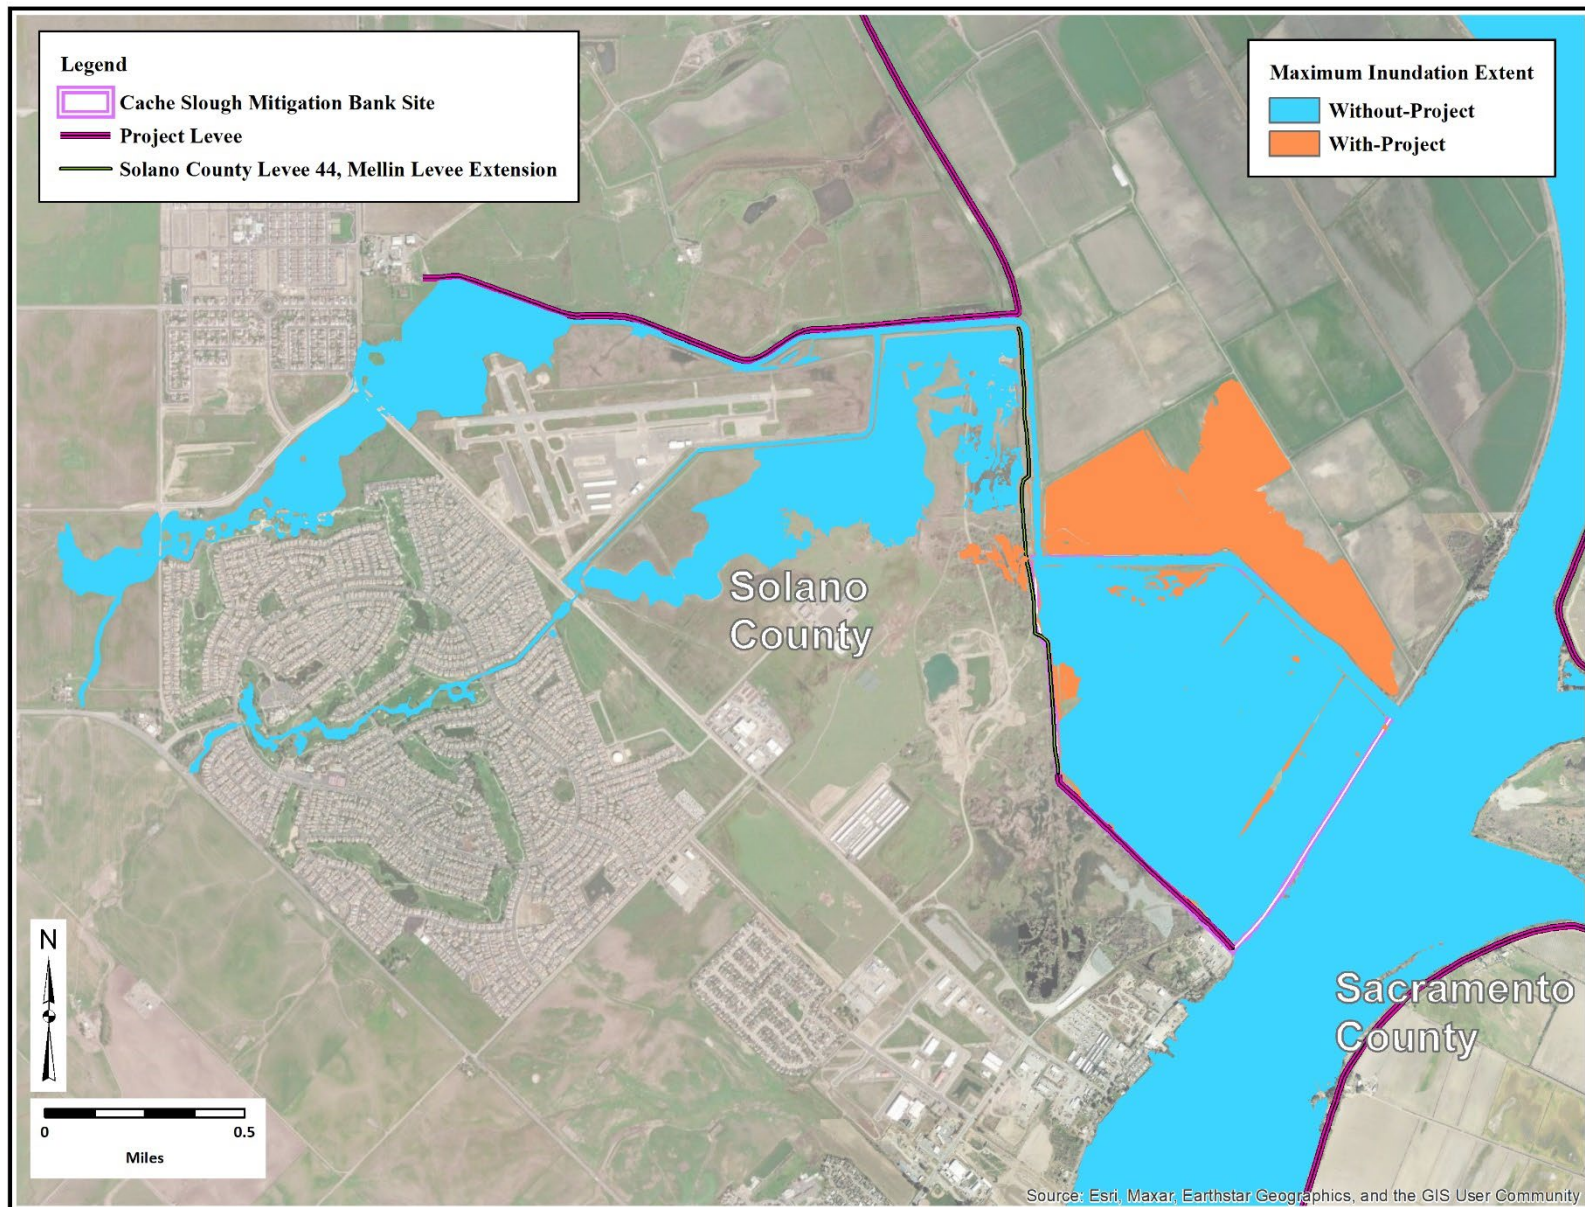 Legend
Cache Slough Mitigation Bank Site
Project Levee
Solano County Levee 44, Mellin Levee Extension
Maximum Inundation Extent
Without-Project
With-Project
Solano
County
Sacramento
County
N
0 0.5
Miles
Source: Esri, Maxar, Earthstar Geographics, and the GIS User Community